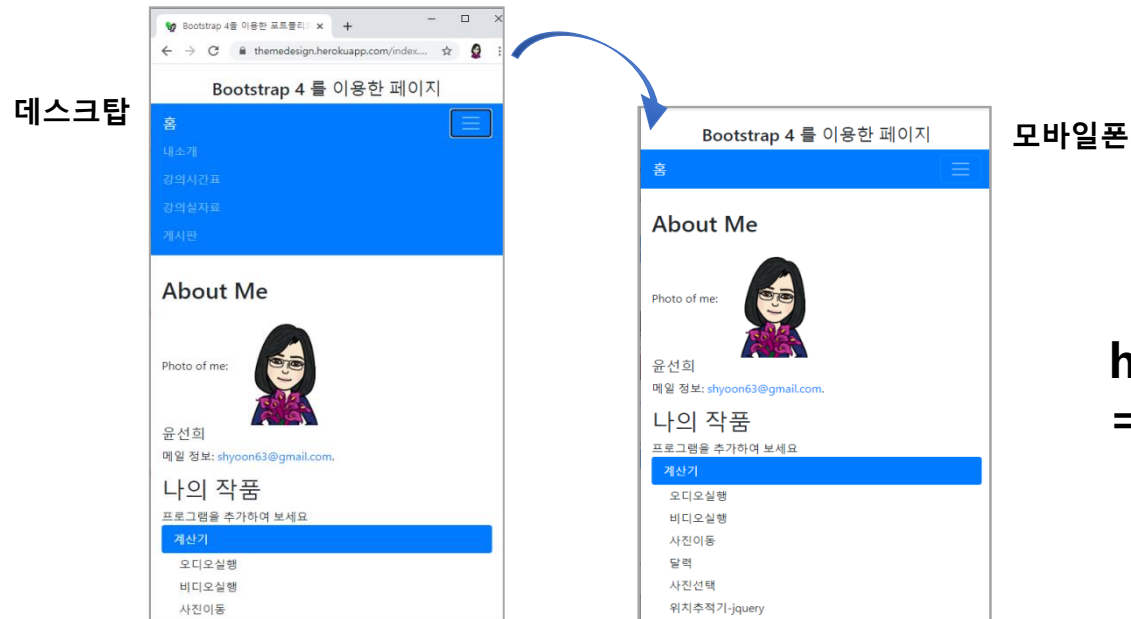 Bootstrap 4을 이용한 포트폴리
themedesign.herokuapp.com/index....
데스크탑
Bootstrap 4 를 이용한 페이지
홈
내소개
강의시간표
강의실자료
게시판
About Me
Photo of me:
윤선희
메일 정보: shyoon63@gmail.com.
나의 작품
프로그램을 추가하여 보세요
계산기
오디오실행
비디오실행
사진이동
모바일폰
Bootstrap 4 를 이용한 페이지
홈
About Me
Photo of me:
윤선희
메일 정보: shyoon63@gmail.com.
나의 작품
프로그램을 추가하여 보세요
계산기
오디오실행
비디오실행
사진이동
달력
사진선택
위치추적기-jquery
h
=